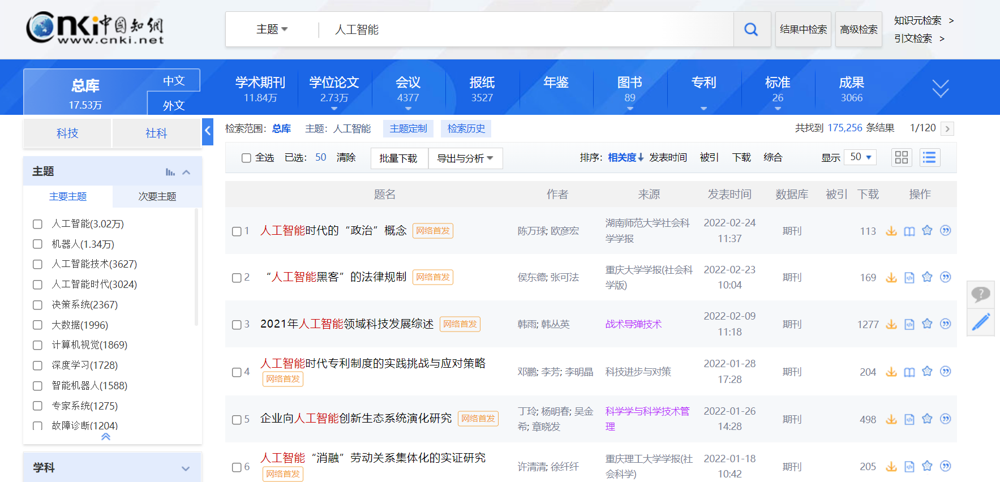 cnki中国知網
www.cnki.net
主题
人工智能
结果中检索
高级检索
知识元检索 >
引文检索 >
总库
17.53万
中文
外文
学术期刊
11.84万
学位论文
2.73万
会议
4377
报纸
3527
年鉴
图书
89
专利
标准
26
成果
3066
科技
社科
检索范围：总库 主题：人工智能 主题定制 检索历史
共找到 175,256 条结果 1/120 >
全选 已选：50 清除 批量下载 导出与分析
排序：相关度↓ 发表时间 被引 下载 综合 显示 50
主题
主要主题 次要主题
人工智能(3.02万)
机器人(1.34万)
人工智能技术(3627)
人工智能时代(3024)
决策系统(2367)
大数据(1996)
计算机视觉(1869)
深度学习(1728)
智能机器人(1588)
专家系统(1275)
故障诊断(1204)
学科
题名 作者 来源 发表时间 数据库 被引 下载 操作
1 人工智能时代的“政治”概念 网络首发
陈万球; 欧彦宏
湖南师范大学社会科
学学报
2022-02-24
11:37
期刊
113
2 “人工智能黑客”的法律规制 网络首发
侯东德; 张可法
重庆大学学报(社会科
学版)
2022-02-23
10:04
期刊
169
3 2021年人工智能领域科技发展综述 网络首发
韩雨; 韩丛英
战术导弹技术
2022-02-09
11:18
期刊
1277
4 人工智能时代专利制度的实践挑战与应对策略
网络首发
邓鹏; 李芳; 李明晶
科技进步与对策
2022-01-28
17:28
期刊
204
5 企业向人工智能创新生态系统演化研究 网络首发
丁玲; 杨明春; 吴金
希; 章晓发
科学学与科学技术管
理
2022-01-26
14:28
期刊
498
6 人工智能“消融”劳动关系集体化的实证研究
网络首发
许清清; 徐纤纤
重庆理工大学学报(社
会科学)
2022-01-18
10:42
期刊
205